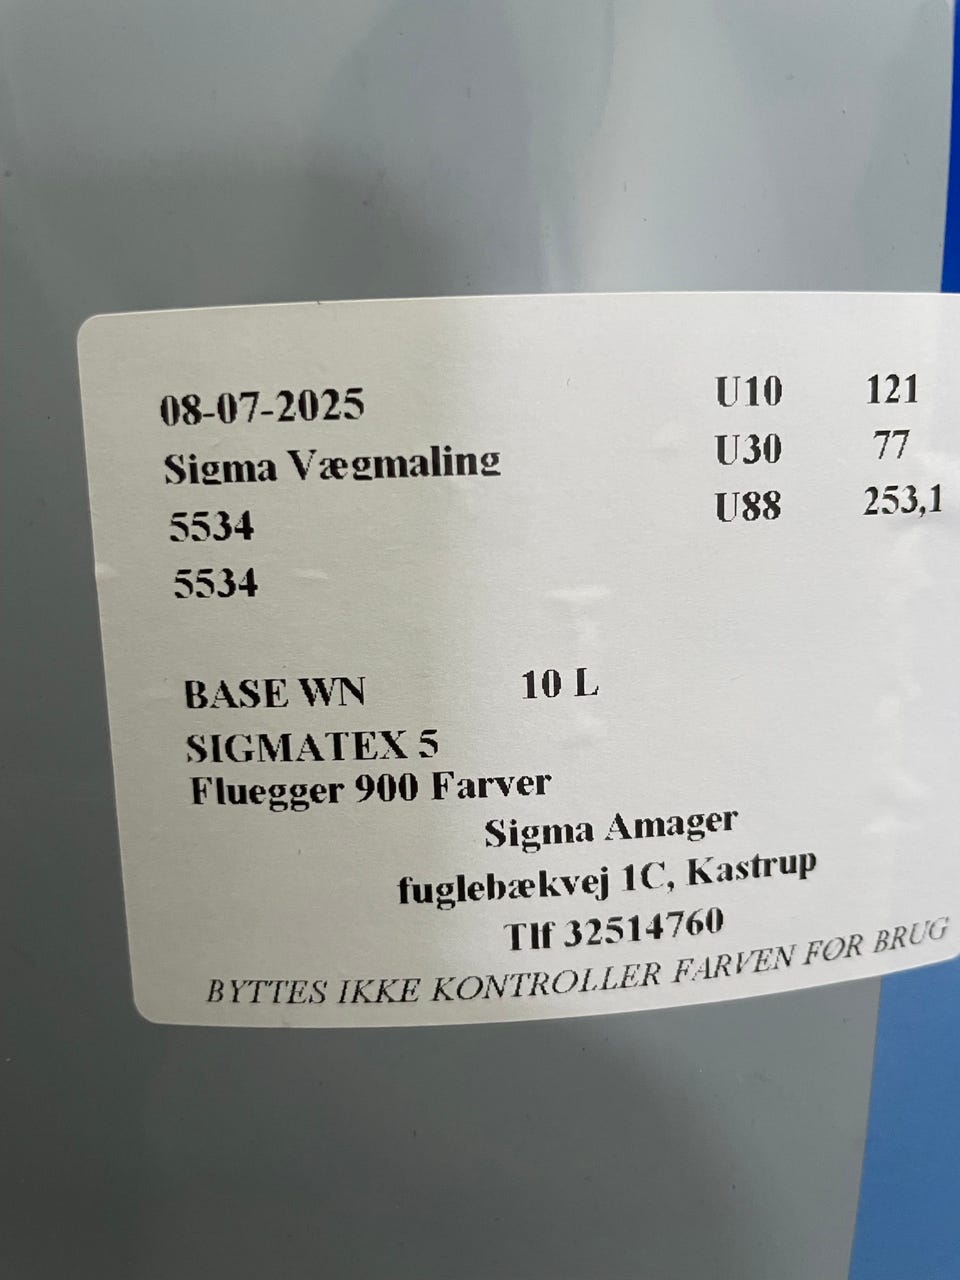 08-07-2025
Sigma Vægmaling
5534
5534
U10 121
U30 77
U88 253,1
BASE WN 10 L
SIGMATEX 5
Fluegger 900 Farver
Sigma Amager
fuglebækvej 1C, Kastrup
Tlf 32514760
BYTTES IKKE KONTROLLER FARVEN FØR BRUG